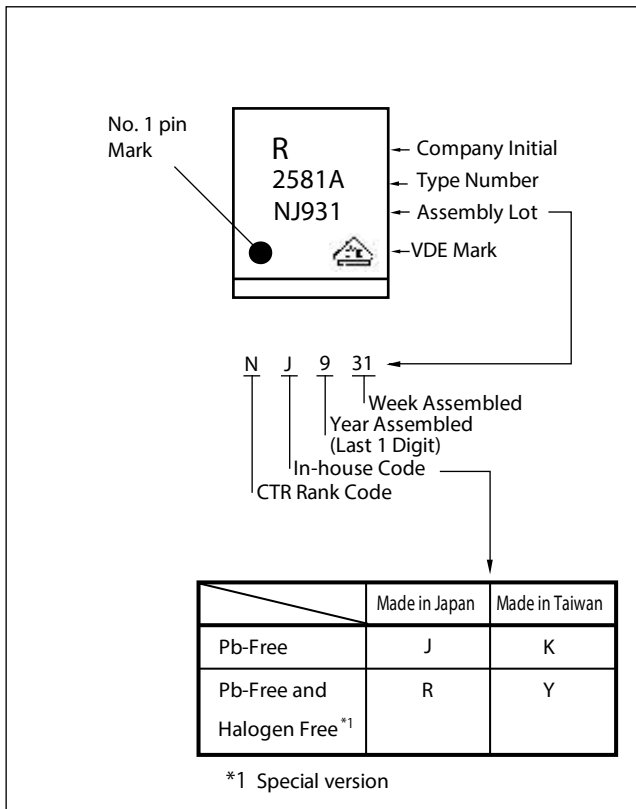 No. 1 pin
Mark
R
2581A
NJ931
Company Initial
Type Number
Assembly Lot
VDE Mark
N J 9 31
Week Assembled
Year Assembled
(Last 1 Digit)
In-house Code
CTR Rank Code
Made in Japan Made in Taiwan
Pb-Free J K
Pb-Free and R Y
Halogen Free *1
*1 Special version